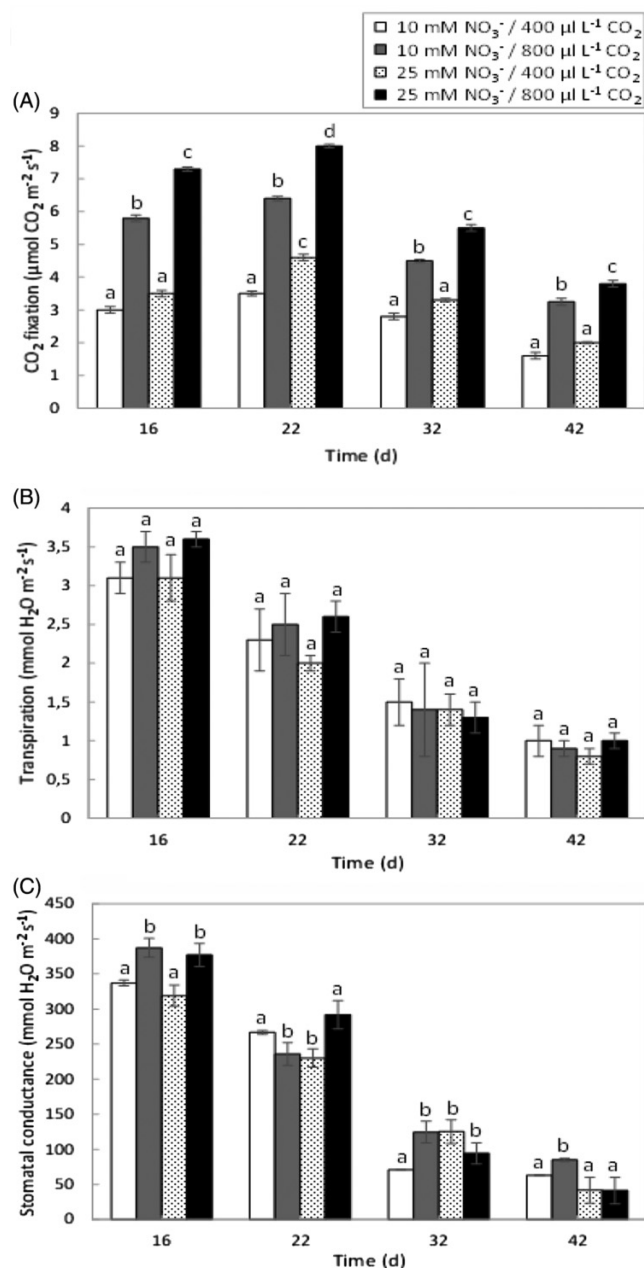 10 mM NO₃⁻ / 400 µl L⁻¹ CO₂
10 mM NO₃⁻ / 800 µl L⁻¹ CO₂
25 mM NO₃⁻ / 400 µl L⁻¹ CO₂
25 mM NO₃⁻ / 800 µl L⁻¹ CO₂
(A)
CO₂ fixation (µmol CO₂ m⁻² s⁻¹)
9
8
7
6
5
4
3
2
1
0
a b a c
a b c d
a b a c
a b a c
16 22 32 42
Time (d)
(B)
Transpiration (mmol H₂O m⁻² s⁻¹)
4
3,5
3
2,5
2
1,5
1
0,5
0
a a a a
a a a a
a a a a
a a a a
16 22 32 42
Time (d)
(C)
Stomatal conductance (mmol H₂O m⁻² s¹)
450
400
350
300
250
200
150
100
50
0
a b a b
a b b a
a b b b
a b a a
16 22 32 42
Time (d)